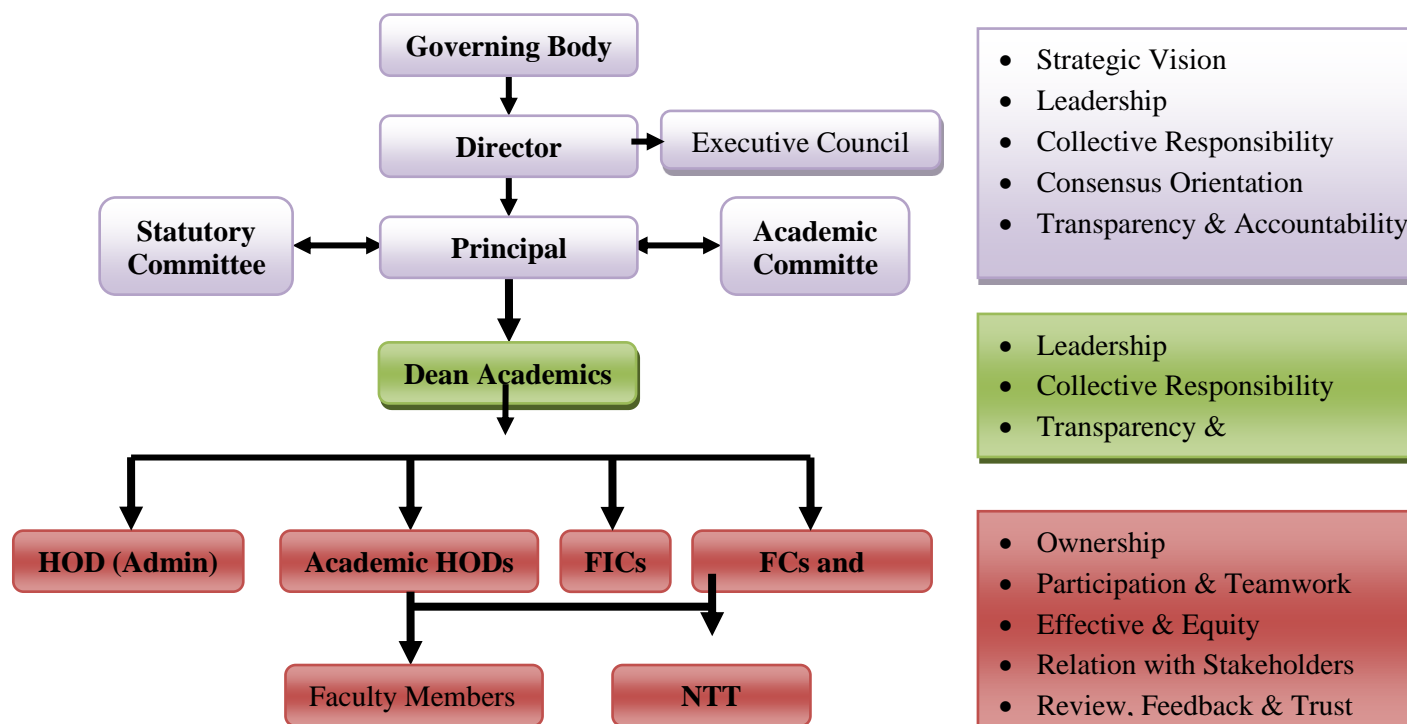 Governing Body
Director
Executive Council
Statutory
Committee
Principal
Academic
Committe
Dean Academics
HOD (Admin)
Academic HODs
FICs
FCs and
Faculty Members
NTT
• Strategic Vision
• Leadership
• Collective Responsibility
• Consensus Orientation
• Transparency & Accountability
• Leadership
• Collective Responsibility
• Transparency &
• Ownership
• Participation & Teamwork
• Effective & Equity
• Relation with Stakeholders
• Review, Feedback & Trust